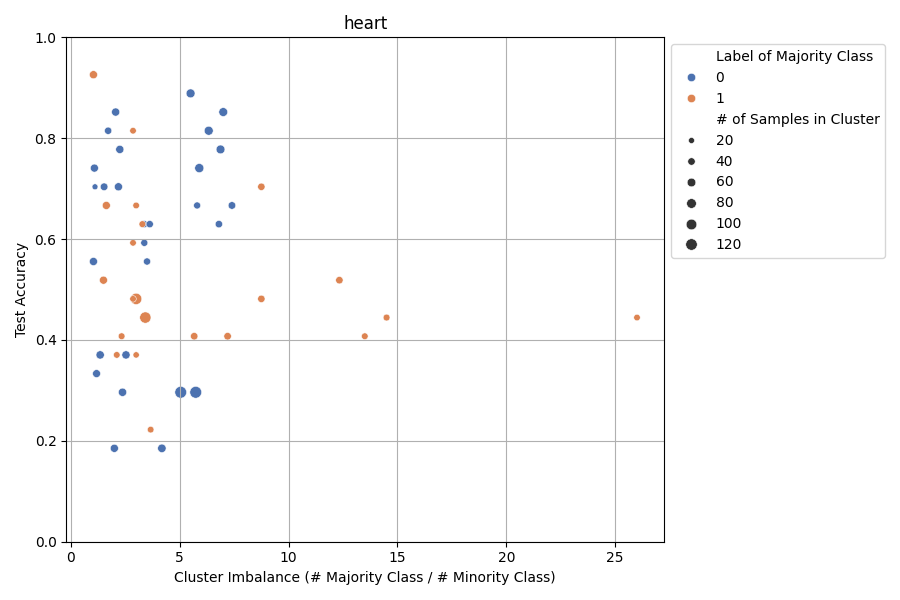 heart
1.0
0.8
0.6
0.4
0.2
0.0
Test Accuracy
0 5 10 15 20 25
Cluster Imbalance (# Majority Class / # Minority Class)
Label of Majority Class
0
1
# of Samples in Cluster
20
40
60
80
100
120